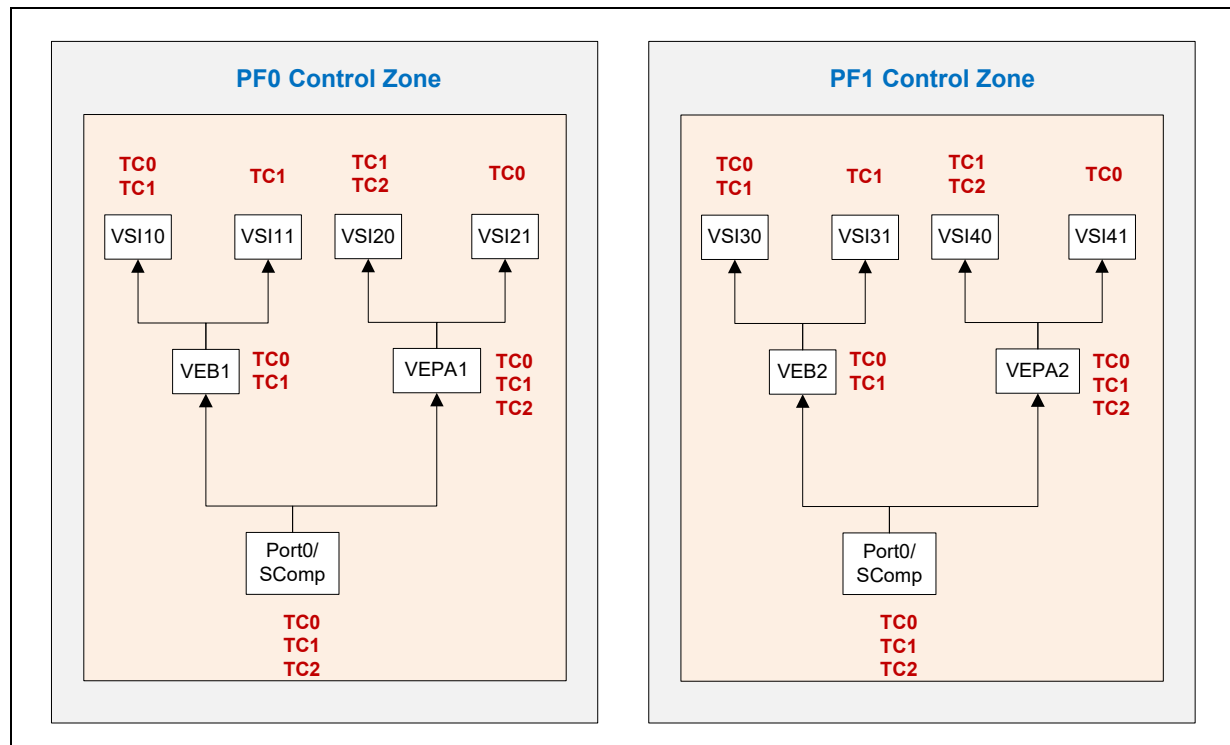 PF0 Control Zone
TC0
TC1
TC1
TC1
TC2
TC0
VSI10
VSI11
VSI20
VSI21
VEB1
TC0
TC1
VEPA1
TC0
TC1
TC2
Port0/
SComp
TC0
TC1
TC2
PF1 Control Zone
TC0
TC1
TC1
TC1
TC2
TC0
VSI30
VSI31
VSI40
VSI41
VEB2
TC0
TC1
VEPA2
TC0
TC1
TC2
Port0/
SComp
TC0
TC1
TC2